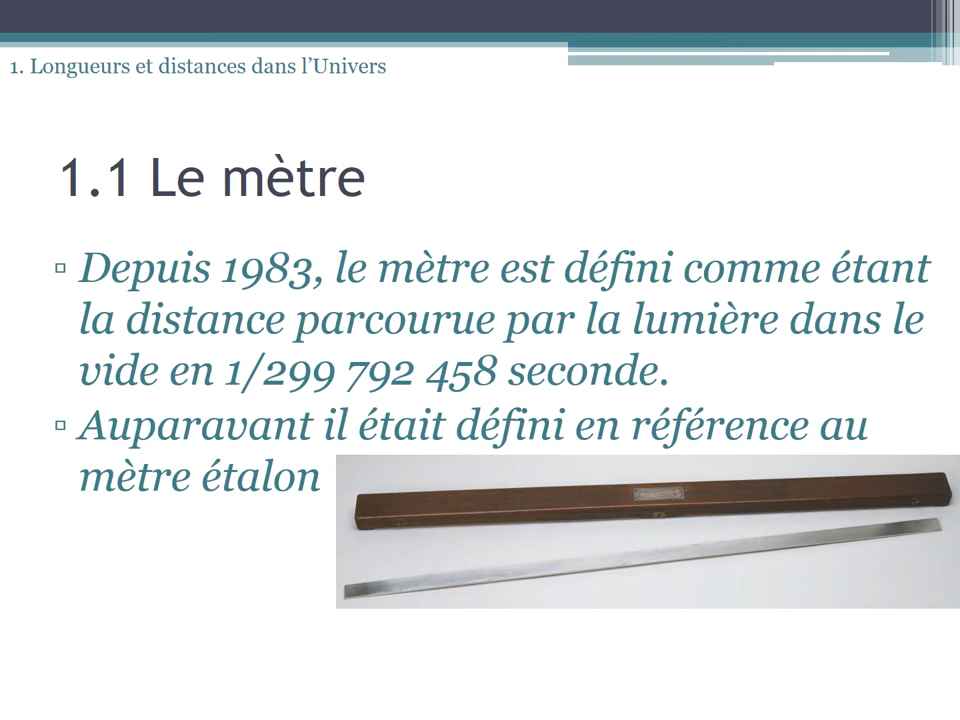 1. Longueurs et distances dans l’Univers
1.1 Le mètre
▫ Depuis 1983, le mètre est défini comme étant
la distance parcourue par la lumière dans le
vide en 1/299 792 458 seconde.
▫ Auparavant il était défini en référence au
mètre étalon